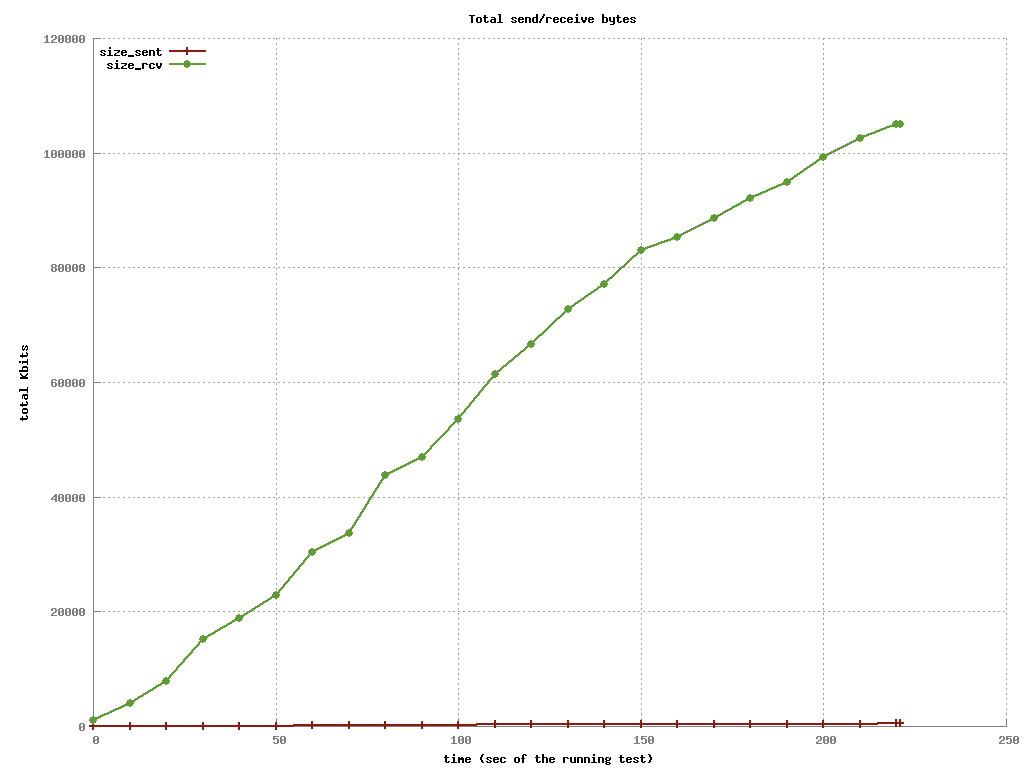 Total send/receive bytes
size_sent
size_rcv
120000
100000
80000
60000
40000
20000
0
total Kbits
0 50 100 150 200 250
time (sec of the running test)